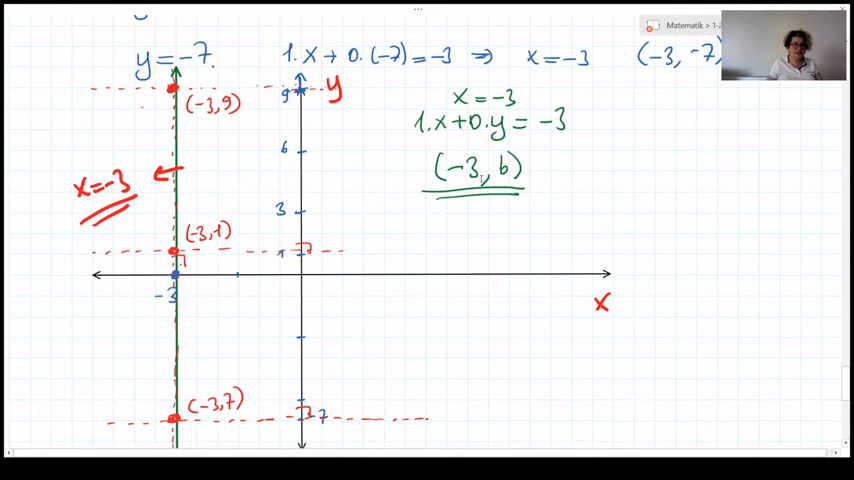 Matematik > 1-2
y = -7. 1.x + 0.(-7) = -3 ⇒ x = -3 (-3, -7)
9 y
(-3,9)
x = -3
1.x + 0.y = -3
6
(-3, b)
x = -3
3
(-3,1)
1
-3
x
(-3,7)
-7